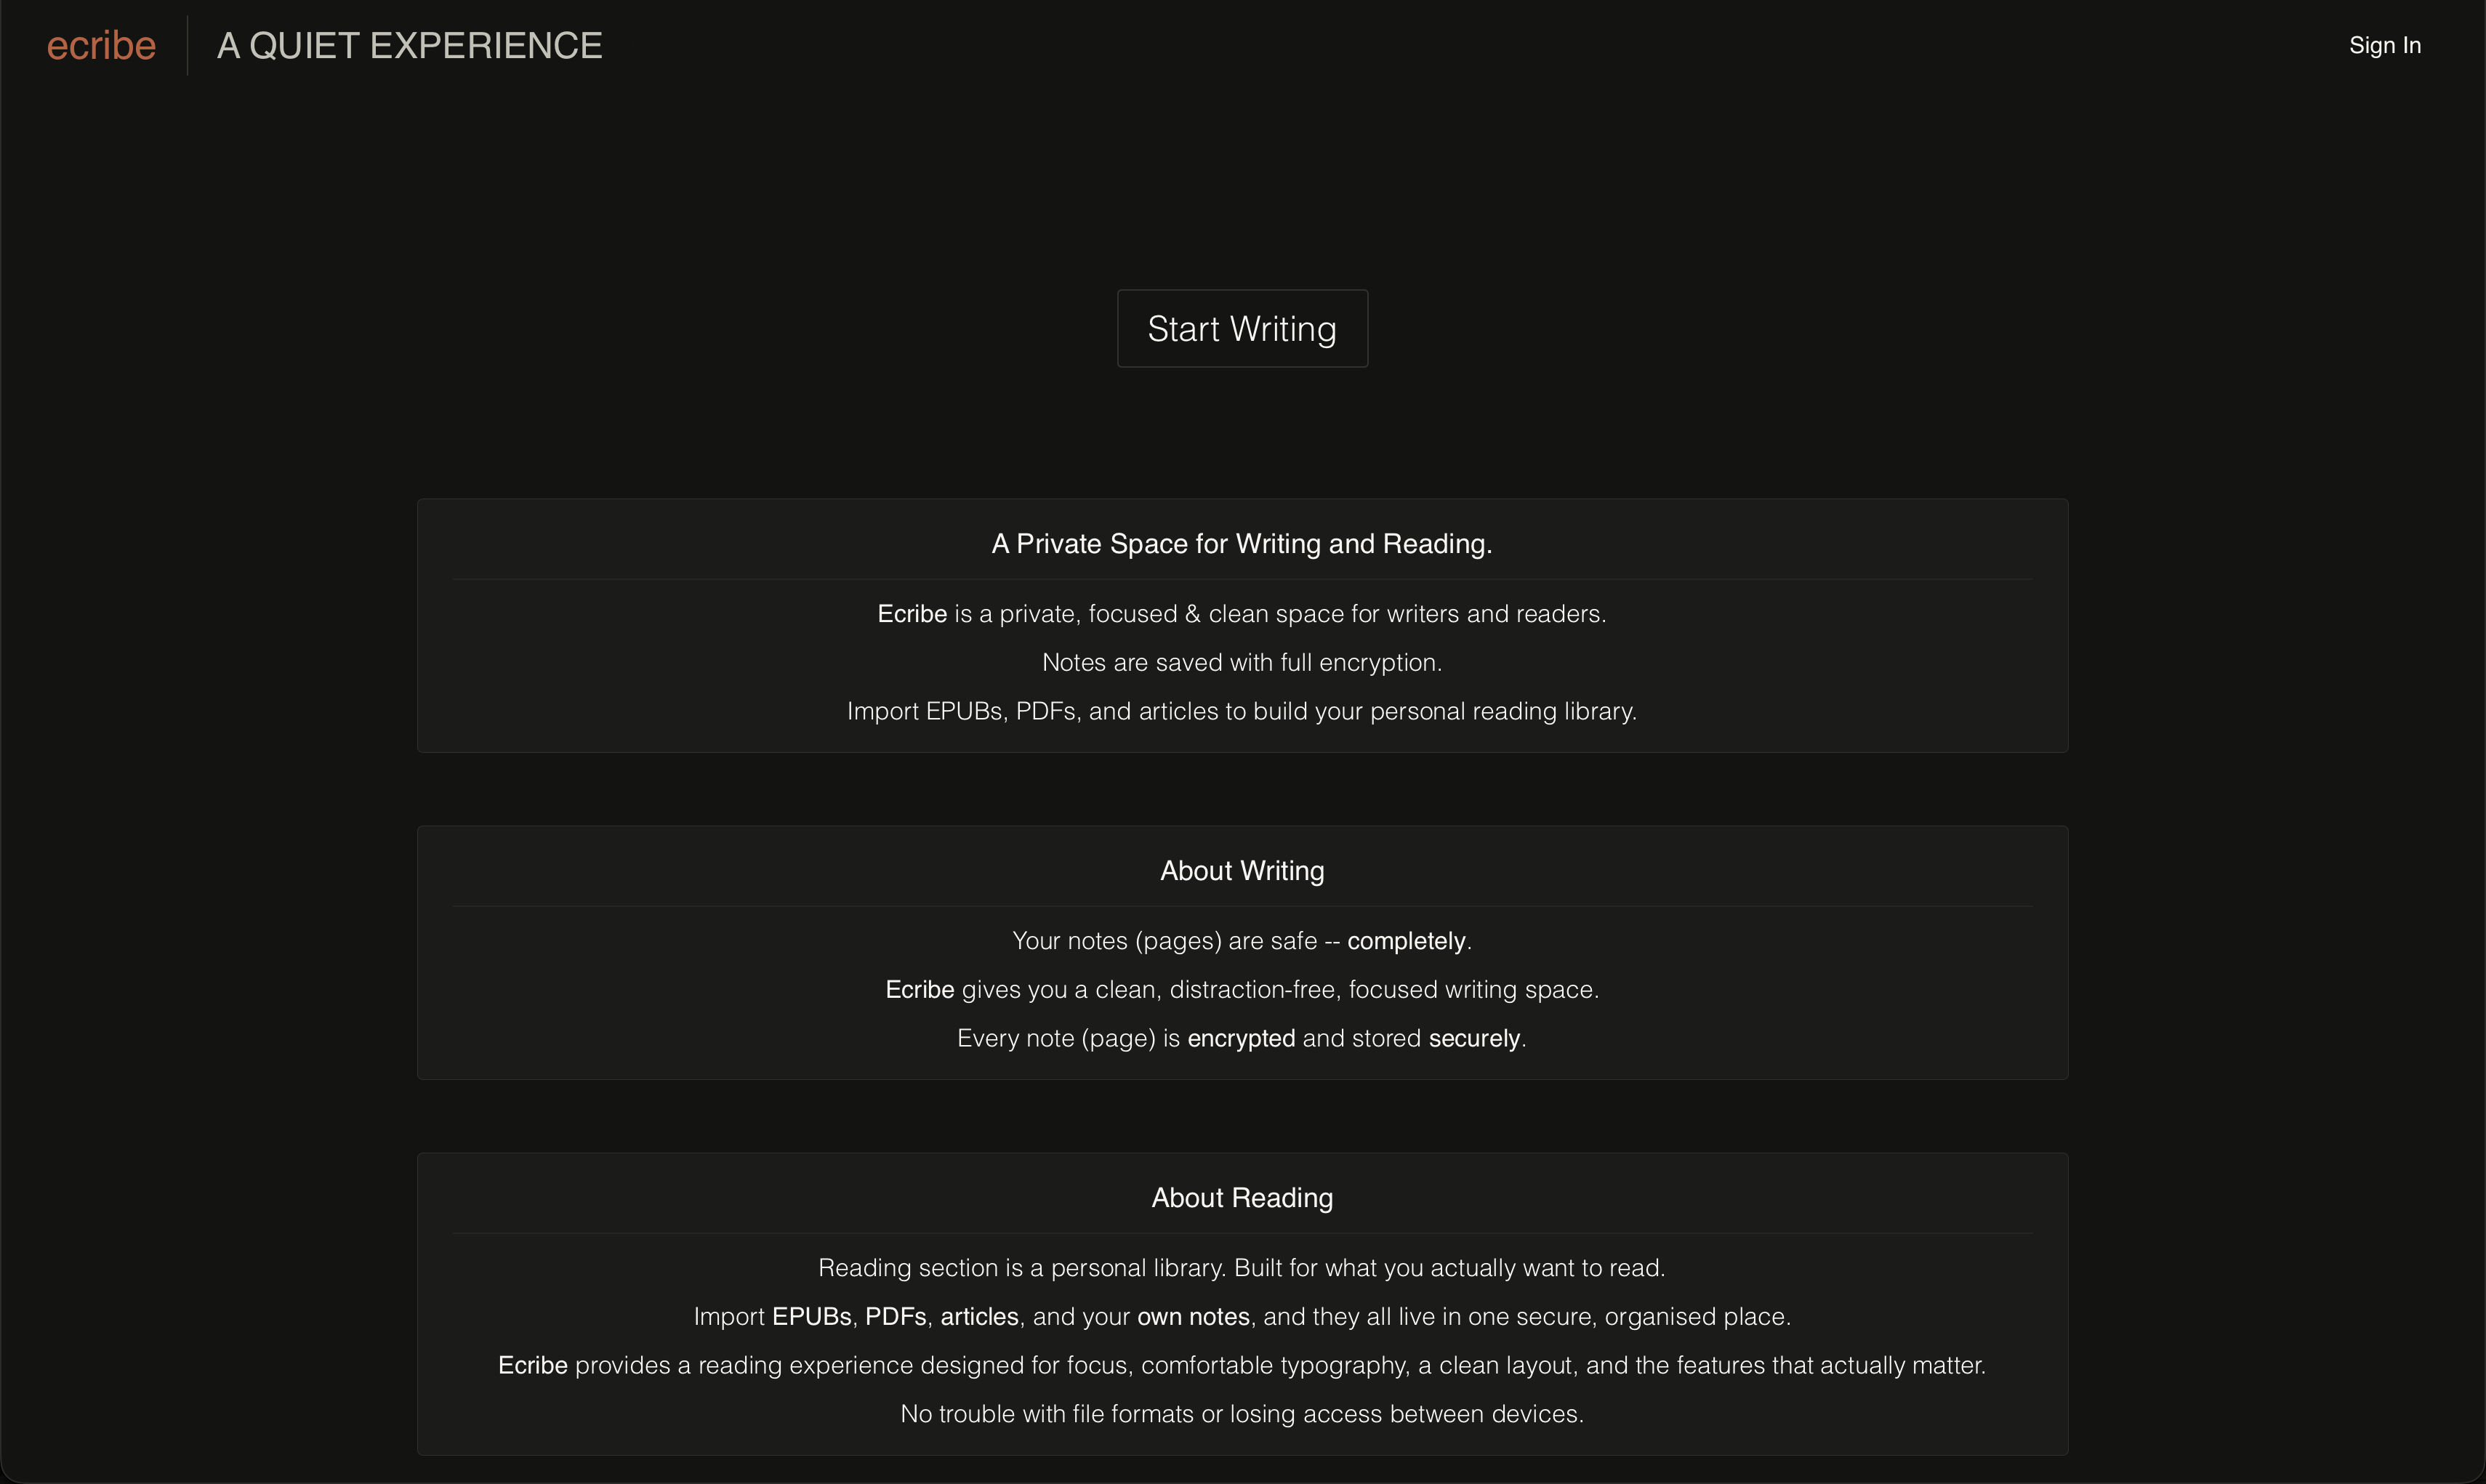 ecribe
A QUIET EXPERIENCE
Sign In
Start Writing
A Private Space for Writing and Reading.
Ecribe is a private, focused & clean space for writers and readers.
Notes are saved with full encryption.
Import EPUBs, PDFs, and articles to build your personal reading library.
About Writing
Your notes (pages) are safe -- completely.
Ecribe gives you a clean, distraction-free, focused writing space.
Every note (page) is encrypted and stored securely.
About Reading
Reading section is a personal library. Built for what you actually want to read.
Import EPUBs, PDFs, articles, and your own notes, and they all live in one secure, organised place.
Ecribe provides a reading experience designed for focus, comfortable typography, a clean layout, and the features that actually matter.
No trouble with file formats or losing access between devices.